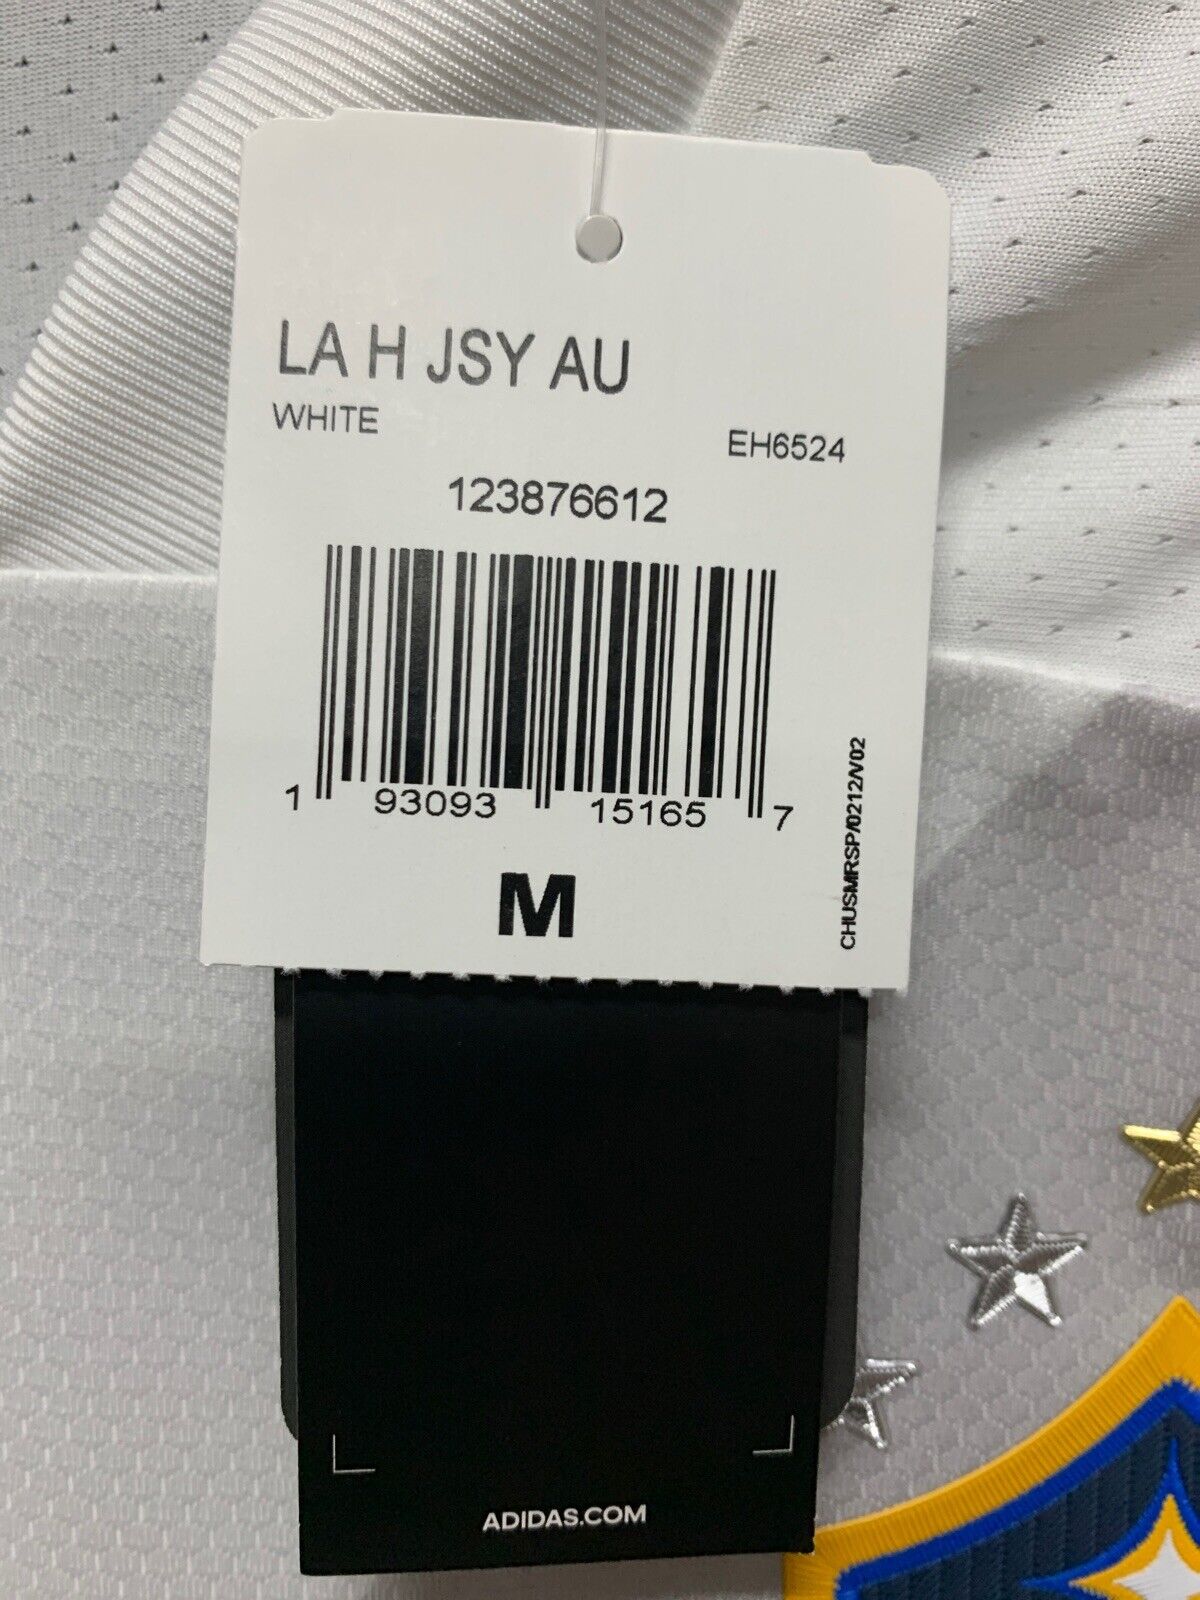 LA H JSY AU
WHITE
EH6524
123876612
1 93093 15165 7
M
CHUSMRSP/0212/V02
ADIDAS.COM